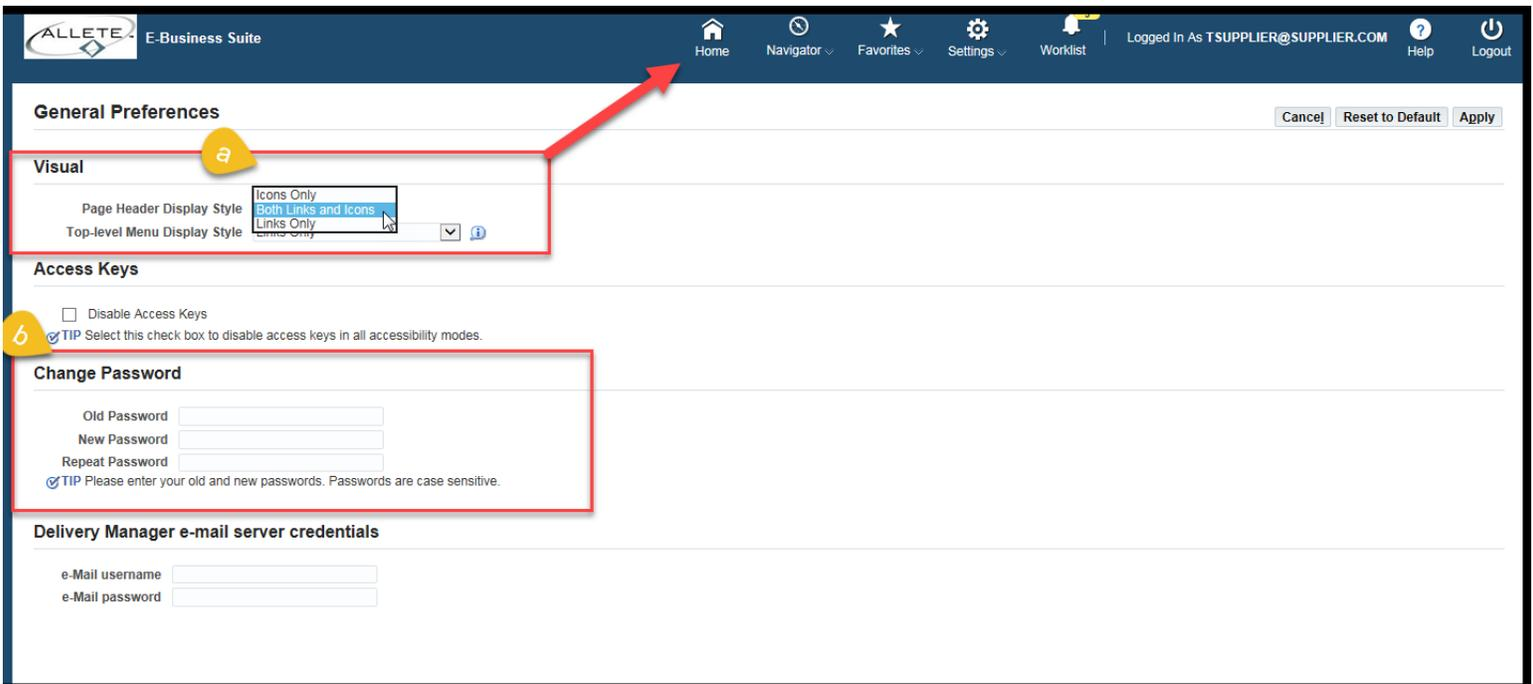 ALLETE
E-Business Suite
Home
Navigator
Favorites
Settings
Worklist
Logged In As TSUPPLIER@SUPPLIER.COM
?
Help
Logout
General Preferences
Cancel
Reset to Default
Apply
a
Visual
Icons Only
Page Header Display Style
Both Links and Icons
Links Only
Top-level Menu Display Style
Links Only
i
Access Keys
Disable Access Keys
b
TIP Select this check box to disable access keys in all accessibility modes.
Change Password
Old Password
New Password
Repeat Password
TIP Please enter your old and new passwords. Passwords are case sensitive.
Delivery Manager e-mail server credentials
e-Mail username
e-Mail password